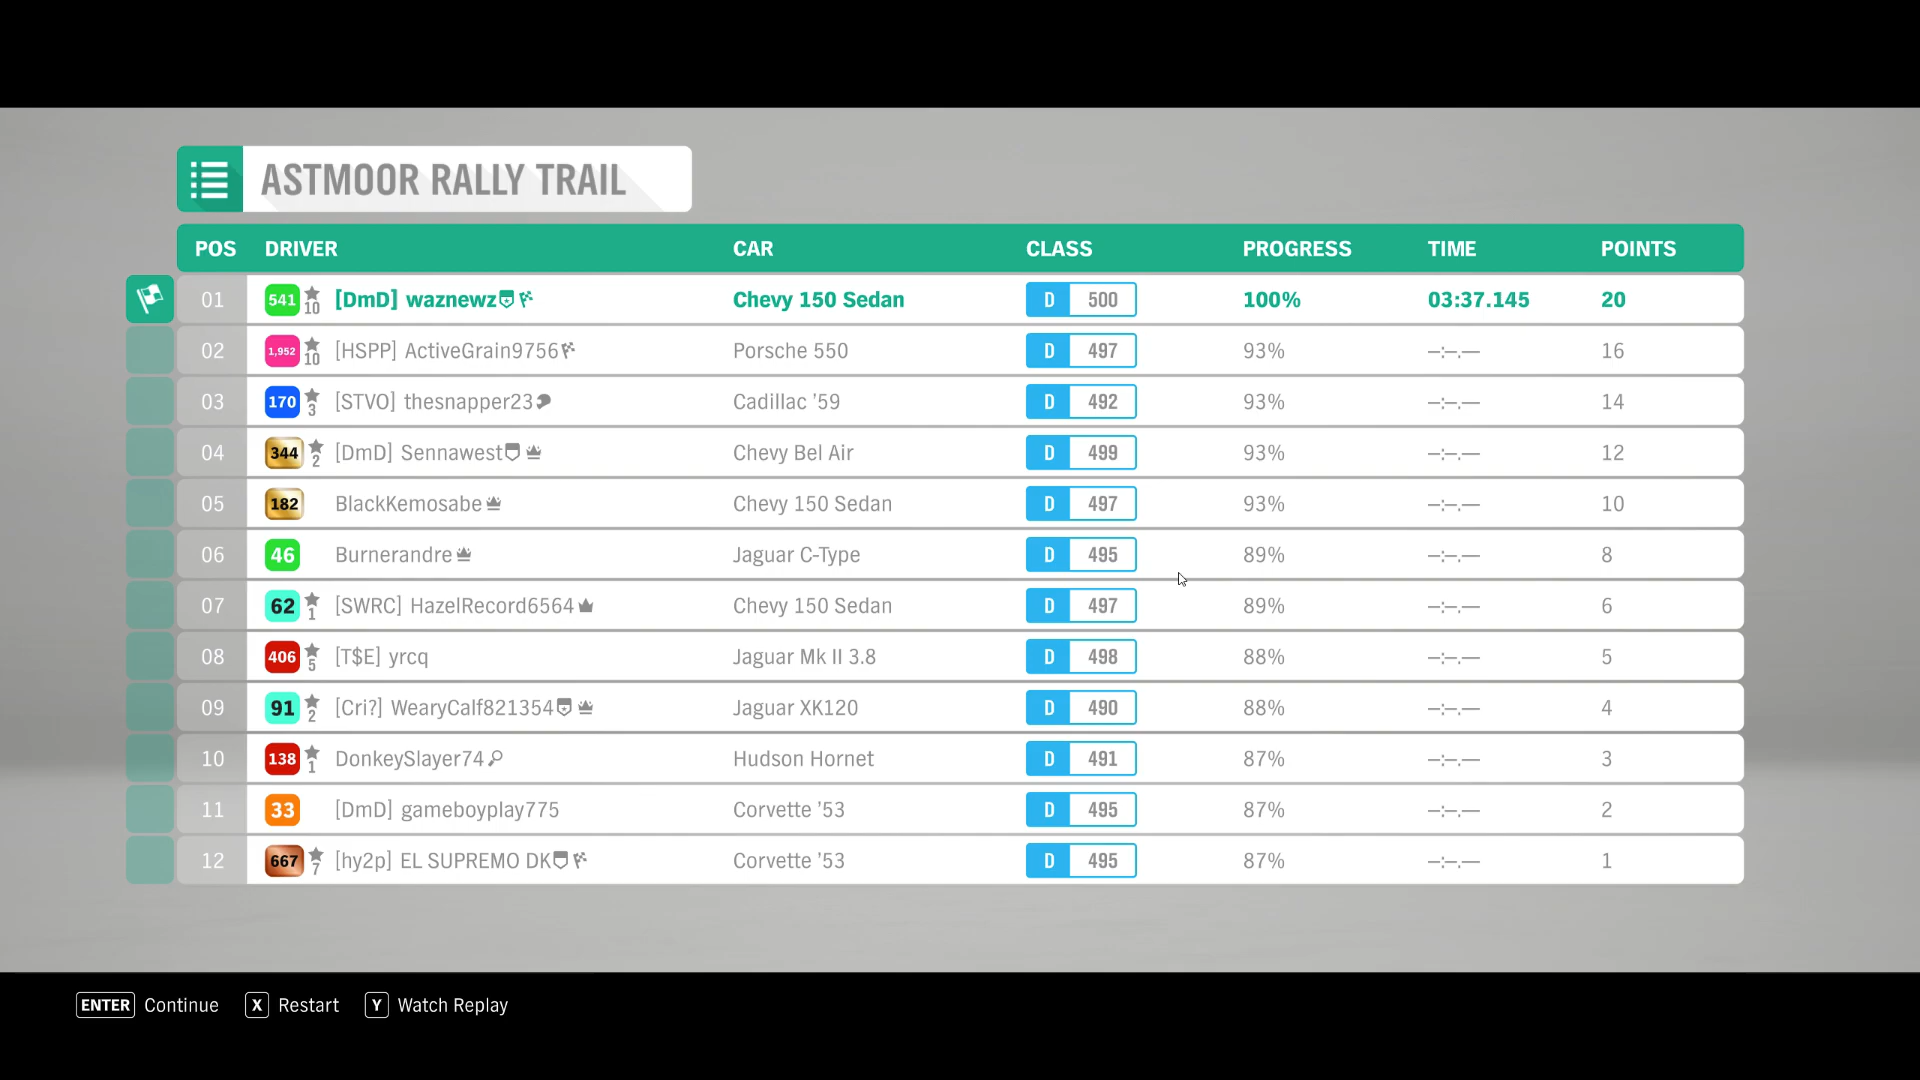 ASTMOOR RALLY TRAIL
POS DRIVER CAR CLASS PROGRESS TIME POINTS
01 541 10 [DmD] waznewz Chevy 150 Sedan D 500 100% 03:37.145 20
02 1,952 10 [HSPP] ActiveGrain9756 Porsche 550 D 497 93% –:–.–– 16
03 170 3 [STVO] thesnapper23 Cadillac ’59 D 492 93% –:–.–– 14
04 344 2 [DmD] Sennawest Chevy Bel Air D 499 93% –:–.–– 12
05 182 BlackKemosabe Chevy 150 Sedan D 497 93% –:–.–– 10
06 46 Burnerandre Jaguar C-Type D 495 89% –:–.–– 8
07 62 1 [SWRC] HazelRecord6564 Chevy 150 Sedan D 497 89% –:–.–– 6
08 406 5 [T$E] yrcq Jaguar Mk II 3.8 D 498 88% –:–.–– 5
09 91 2 [Cri?] WearyCalf821354 Jaguar XK120 D 490 88% –:–.–– 4
10 138 1 DonkeySlayer74 Hudson Hornet D 491 87% –:–.–– 3
11 33 [DmD] gameboyplay775 Corvette ’53 D 495 87% –:–.–– 2
12 667 7 [hy2p] EL SUPREMO DK Corvette ’53 D 495 87% –:–.–– 1
ENTER Continue X Restart Y Watch Replay